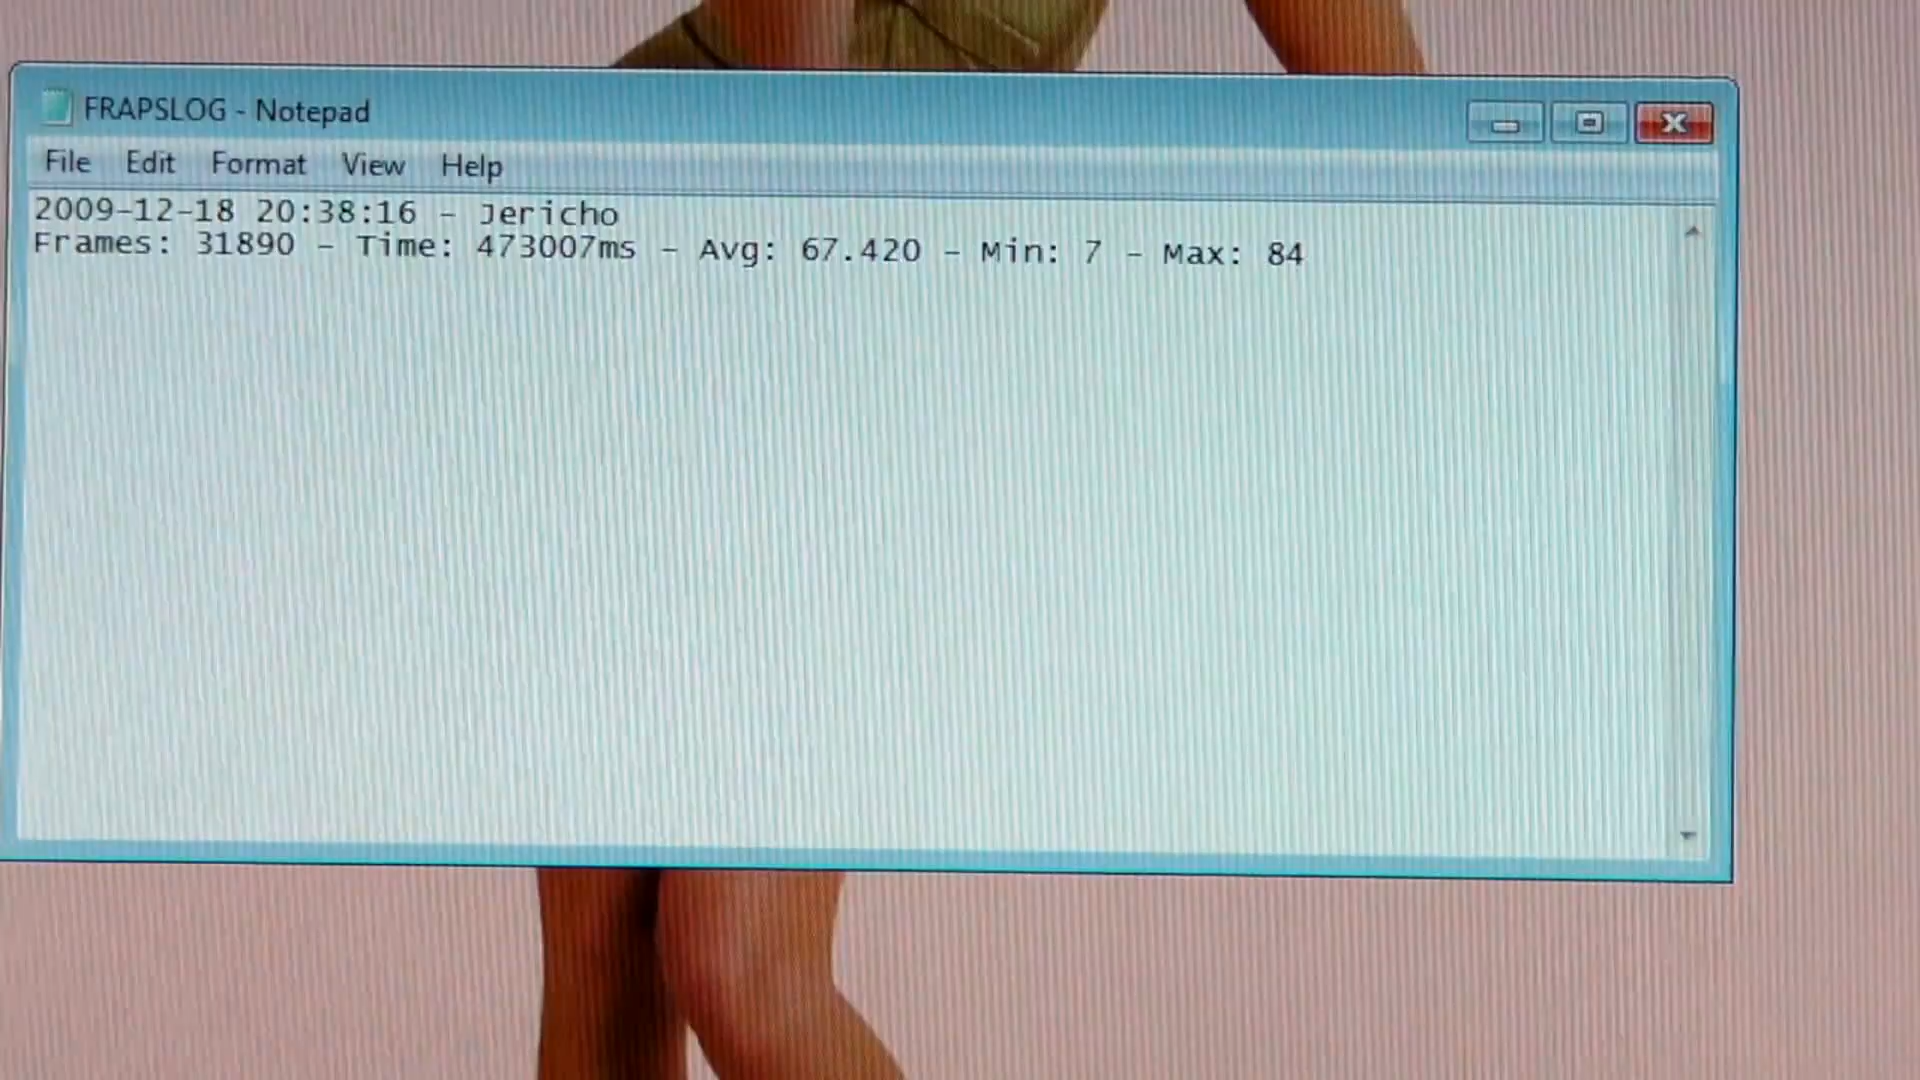 FRAPSLOG - Notepad
File Edit Format View Help
2009-12-18 20:38:16 - Jericho
Frames: 31890 - Time: 473007ms - Avg: 67.420 - Min: 7 - Max: 84